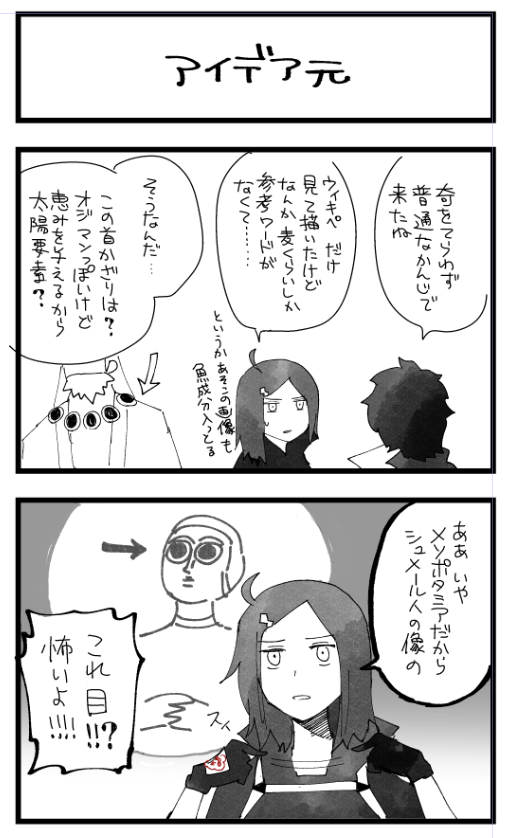 アイデア元
奇をてらわず
普通なかんじで
来たね
ウィキペだけ
見て描いたけど
なんか麦くらいしか
参考ワードが
なくて………
というかあそこの画像も
魚成分入ってる
そうなんだ…
この首かざりは？
オジマンっぽいけど
恵みを与えるから
太陽要素？
ああいや
メソポタミアだから
シュメール人の像の
これ目!!?
怖いよ!!!!
スイ